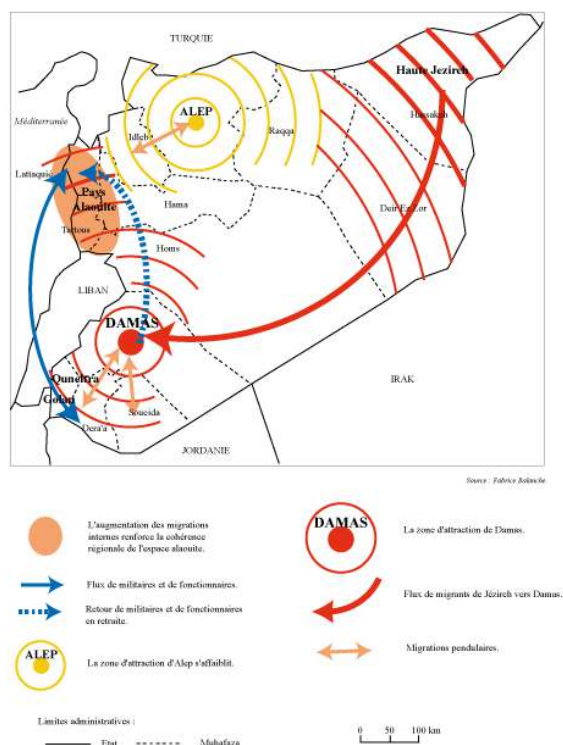 TURQUIE
Haute Jezireh
Méditerranée
ALEP
Hassakeh
Idleb
Raqqa
Lattaquié
Pays
Alaouite
Hama
Deir Ez Zor
Tartous
Homs
LIBAN
DAMAS
IRAK
Quneitra
Golan
Soueida
Dera'a
JORDANIE
Source : Fabrice Balanche
L'augmentation des migrations
internes renforce la cohérence
régionale de l'espace alaouite.
Flux de militaires et de fonctionnaires.
Retour de militaires et de fonctionnaires
en retraite.
ALEP
La zone d'attraction d'Alep s'affaiblit.
DAMAS
La zone d'attraction de Damas.
Flux de migrants de Jézireh vers Damas.
Migrations pendulaires.
Limites administratives :
Etat
Muhafaza
0 50 100 km